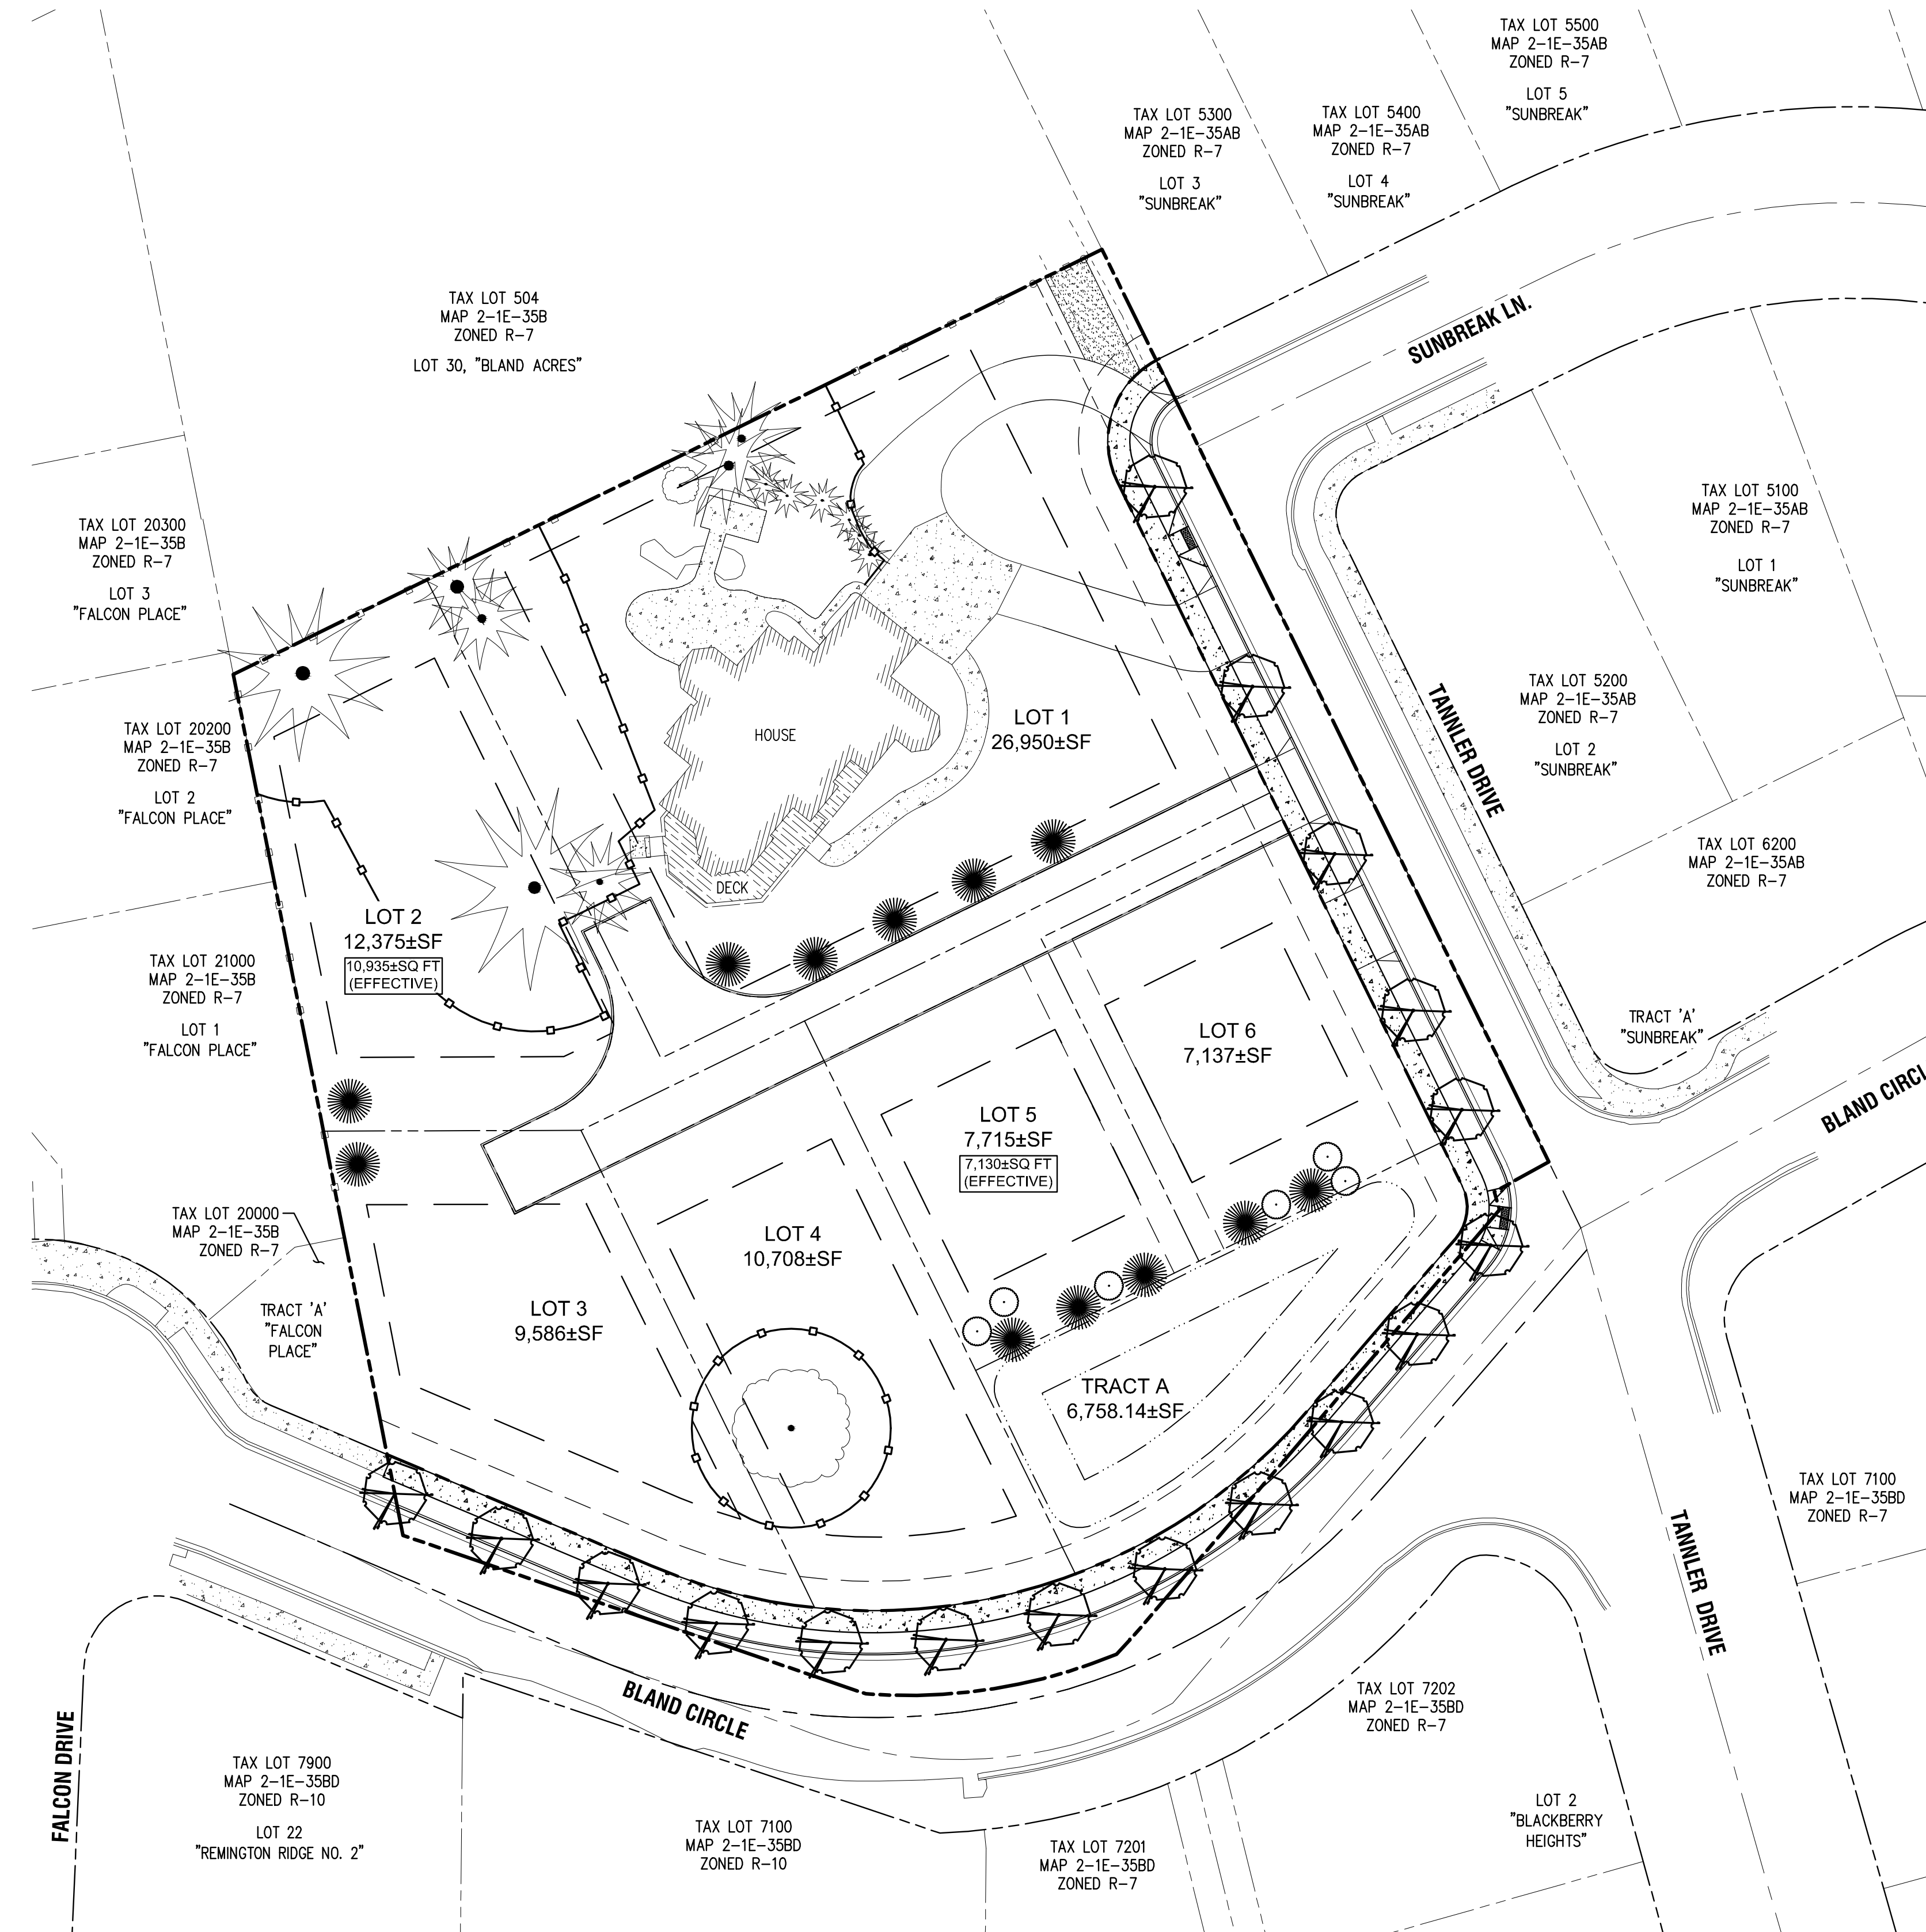 TAX LOT 5500
MAP 2-1E-35AB
ZONED R-7
LOT 5
"SUNBREAK"
TAX LOT 5300
MAP 2-1E-35AB
ZONED R-7
LOT 3
"SUNBREAK"
TAX LOT 5400
MAP 2-1E-35AB
ZONED R-7
LOT 4
"SUNBREAK"
TAX LOT 504
MAP 2-1E-35B
ZONED R-7
LOT 30, "BLAND ACRES"
SUNBREAK LN.
TAX LOT 20300
MAP 2-1E-35B
ZONED R-7
LOT 3
"FALCON PLACE"
TAX LOT 5100
MAP 2-1E-35AB
ZONED R-7
LOT 1
"SUNBREAK"
TAX LOT 20200
MAP 2-1E-35B
ZONED R-7
LOT 2
"FALCON PLACE"
HOUSE
LOT 1
26,950±SF
TANNLER DRIVE
TAX LOT 5200
MAP 2-1E-35AB
ZONED R-7
LOT 2
"SUNBREAK"
DECK
TAX LOT 6200
MAP 2-1E-35AB
ZONED R-7
LOT 2
12,375±SF
10,935±SQ FT
(EFFECTIVE)
TAX LOT 21000
MAP 2-1E-35B
ZONED R-7
LOT 1
"FALCON PLACE"
LOT 6
7,137±SF
TRACT 'A'
"SUNBREAK"
LOT 5
7,715±SF
7,130±SQ FT
(EFFECTIVE)
BLAND CIRCL
TAX LOT 20000
MAP 2-1E-35B
ZONED R-7
LOT 4
10,708±SF
TRACT 'A'
"FALCON
PLACE"
LOT 3
9,586±SF
TRACT A
6,758.14±SF
TAX LOT 7100
MAP 2-1E-35BD
ZONED R-7
TANNLER DRIVE
BLAND CIRCLE
TAX LOT 7202
MAP 2-1E-35BD
ZONED R-7
FALCON DRIVE
TAX LOT 7900
MAP 2-1E-35BD
ZONED R-10
LOT 22
"REMINGTON RIDGE NO. 2"
TAX LOT 7100
MAP 2-1E-35BD
ZONED R-10
TAX LOT 7201
MAP 2-1E-35BD
ZONED R-7
LOT 2
"BLACKBERRY
HEIGHTS"